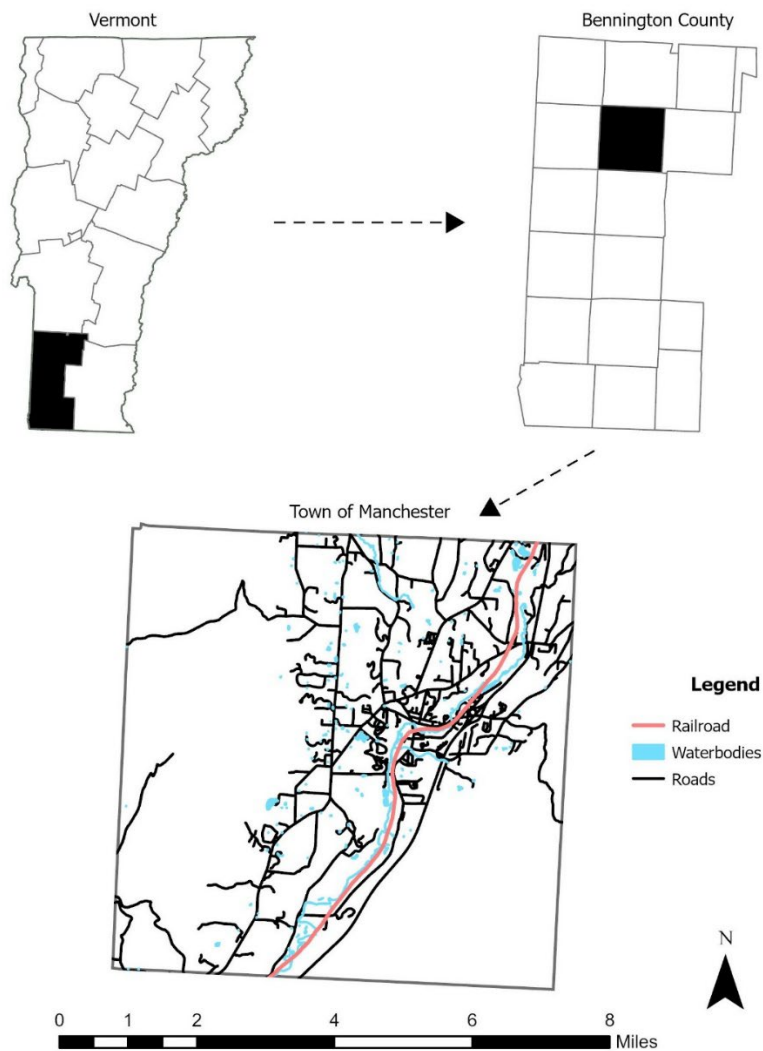 Vermont
Bennington County
Town of Manchester
Legend
Railroad
Waterbodies
Roads
N
0 1 2 4 6 8 Miles